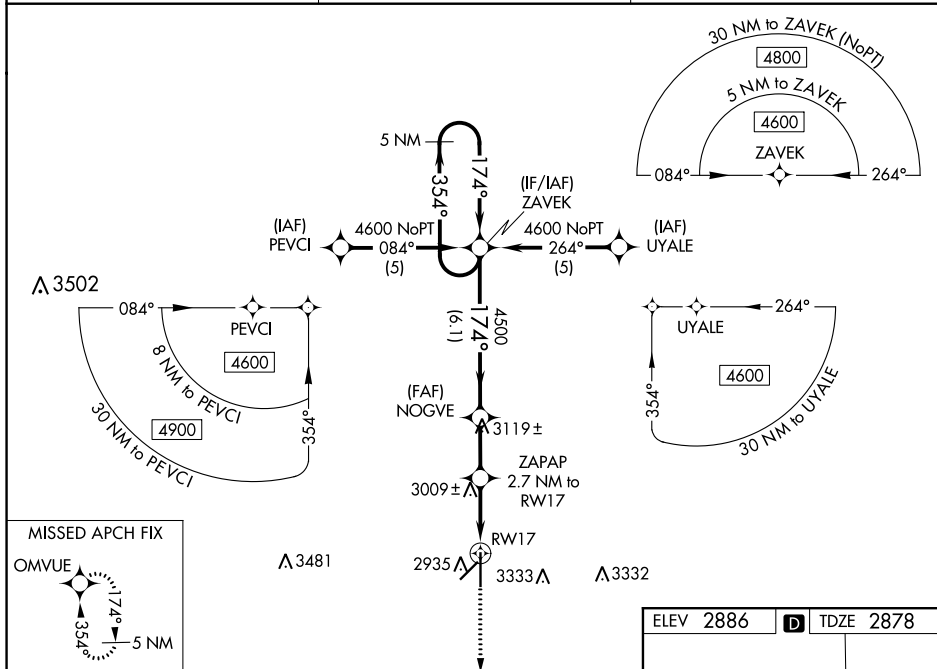 30 NM to ZAVEK (NoPT)
4800
5 NM to ZAVEK
4600
ZAVEK
084°
264°
5 NM
174°
354°
(IF/IAF)
ZAVEK
(IAF)
PEVCI
4600 NoPT
084°
(5)
4600 NoPT
264°
(5)
(IAF)
UYALE
3502
084°
PEVCI
4600
8 NM to PEVCI
4900
30 NM to PEVCI
354°
4500
174°
(6.1)
264°
UYALE
4600
354°
30 NM to UYALE
(FAF)
NOGVE
3119±
ZAPAP
2.7 NM to
RW17
3009±
RW17
2935
3333
3332
3481
MISSED APCH FIX
OMVUE
174°
354°
5 NM
ELEV 2886
D
TDZE 2878